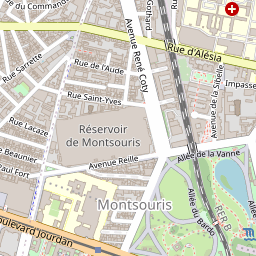 du Commandeur
Gothard
Avenue René Coty
Rue d'Alésia
Rue Sarrette
Rue de l'Aude
Avenue de la Sibelle
Impasse
Rue Saint-Yves
Rue Lacaze
Réservoir
de Montsouris
Beaunier
Avenue Reille
Allée de la Vanne
Paul Fort
Montsouris
Allée du Bardo
RER B
Boulevard Jourdan